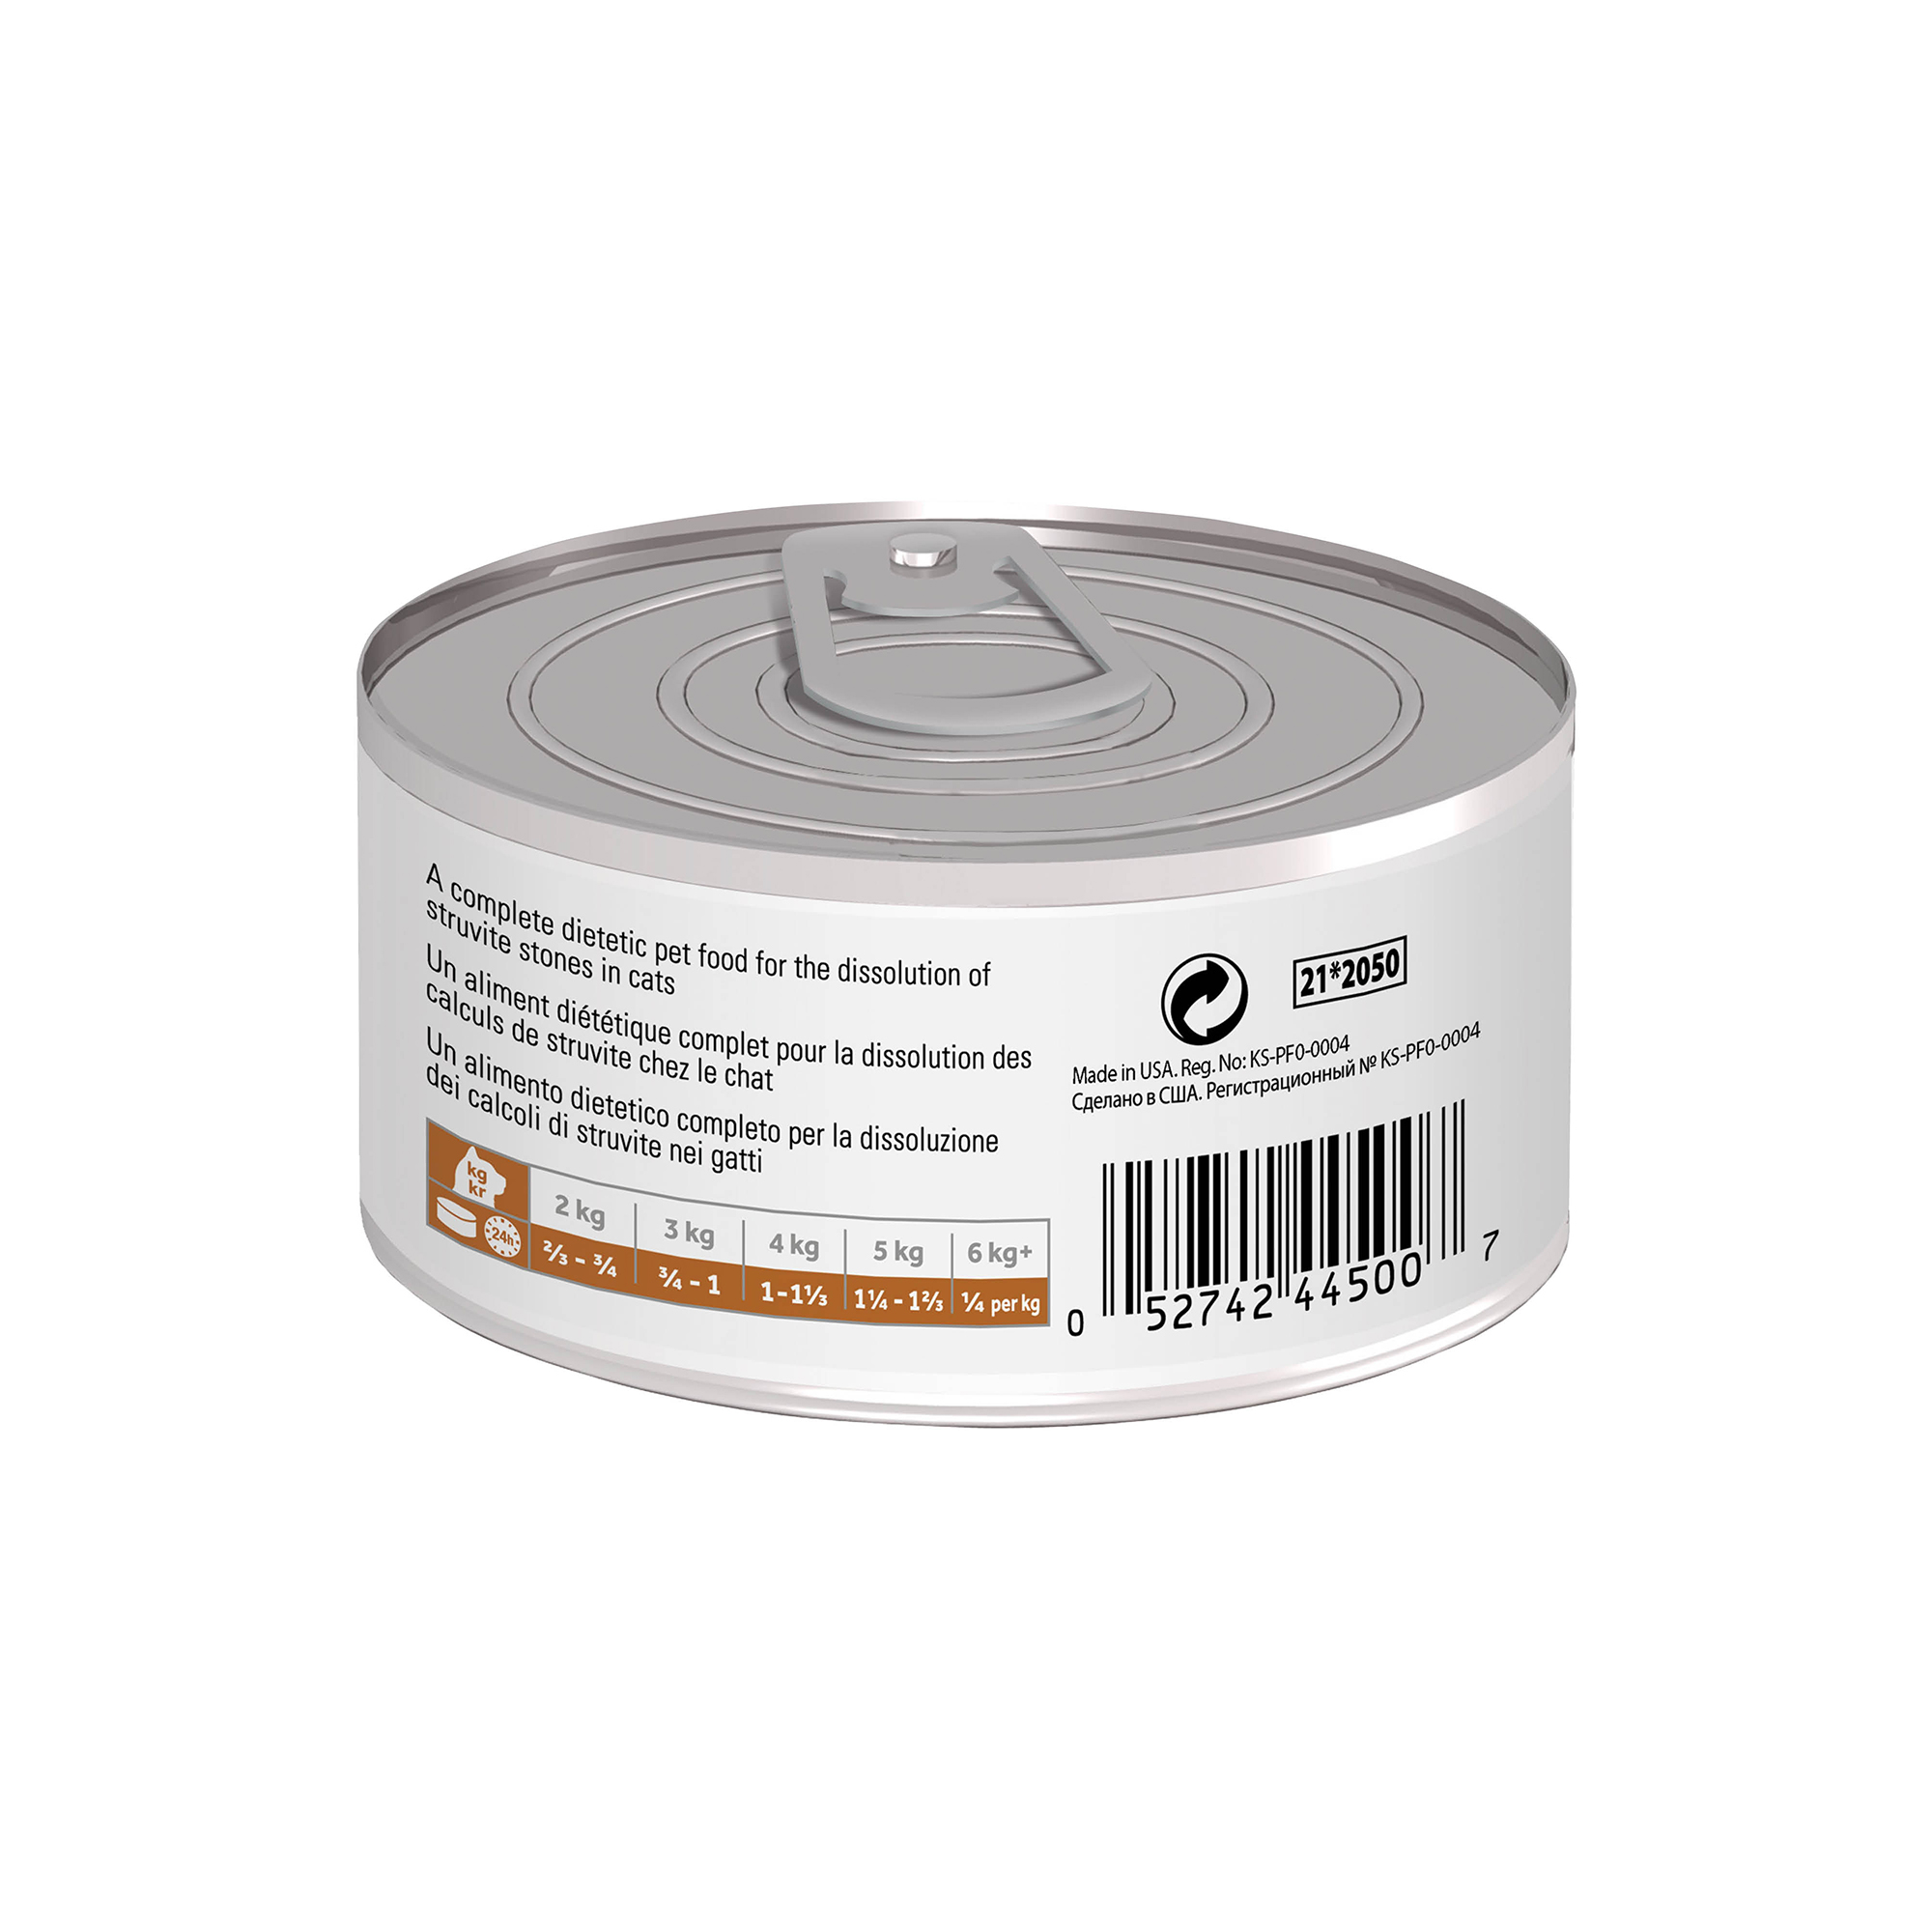 A complete dietetic pet food for the dissolution of
struvite stones in cats
Un aliment diététique complet pour la dissolution des
calculs de struvite chez le chat
Un alimento dietetico completo per la dissoluzione
dei calcoli di struvite nei gatti
kg
kr
2 kg 3 kg 4 kg 5 kg 6 kg+
24h
⅔ - ¾ ¾ - 1 1-1⅓ 1¼ - 1⅔ ¼ per kg
21*2050
Made in USA. Reg. No: KS-PF0-0004
Сделано в США. Регистрационный № KS-PF0-0004
0 52742 44500 7